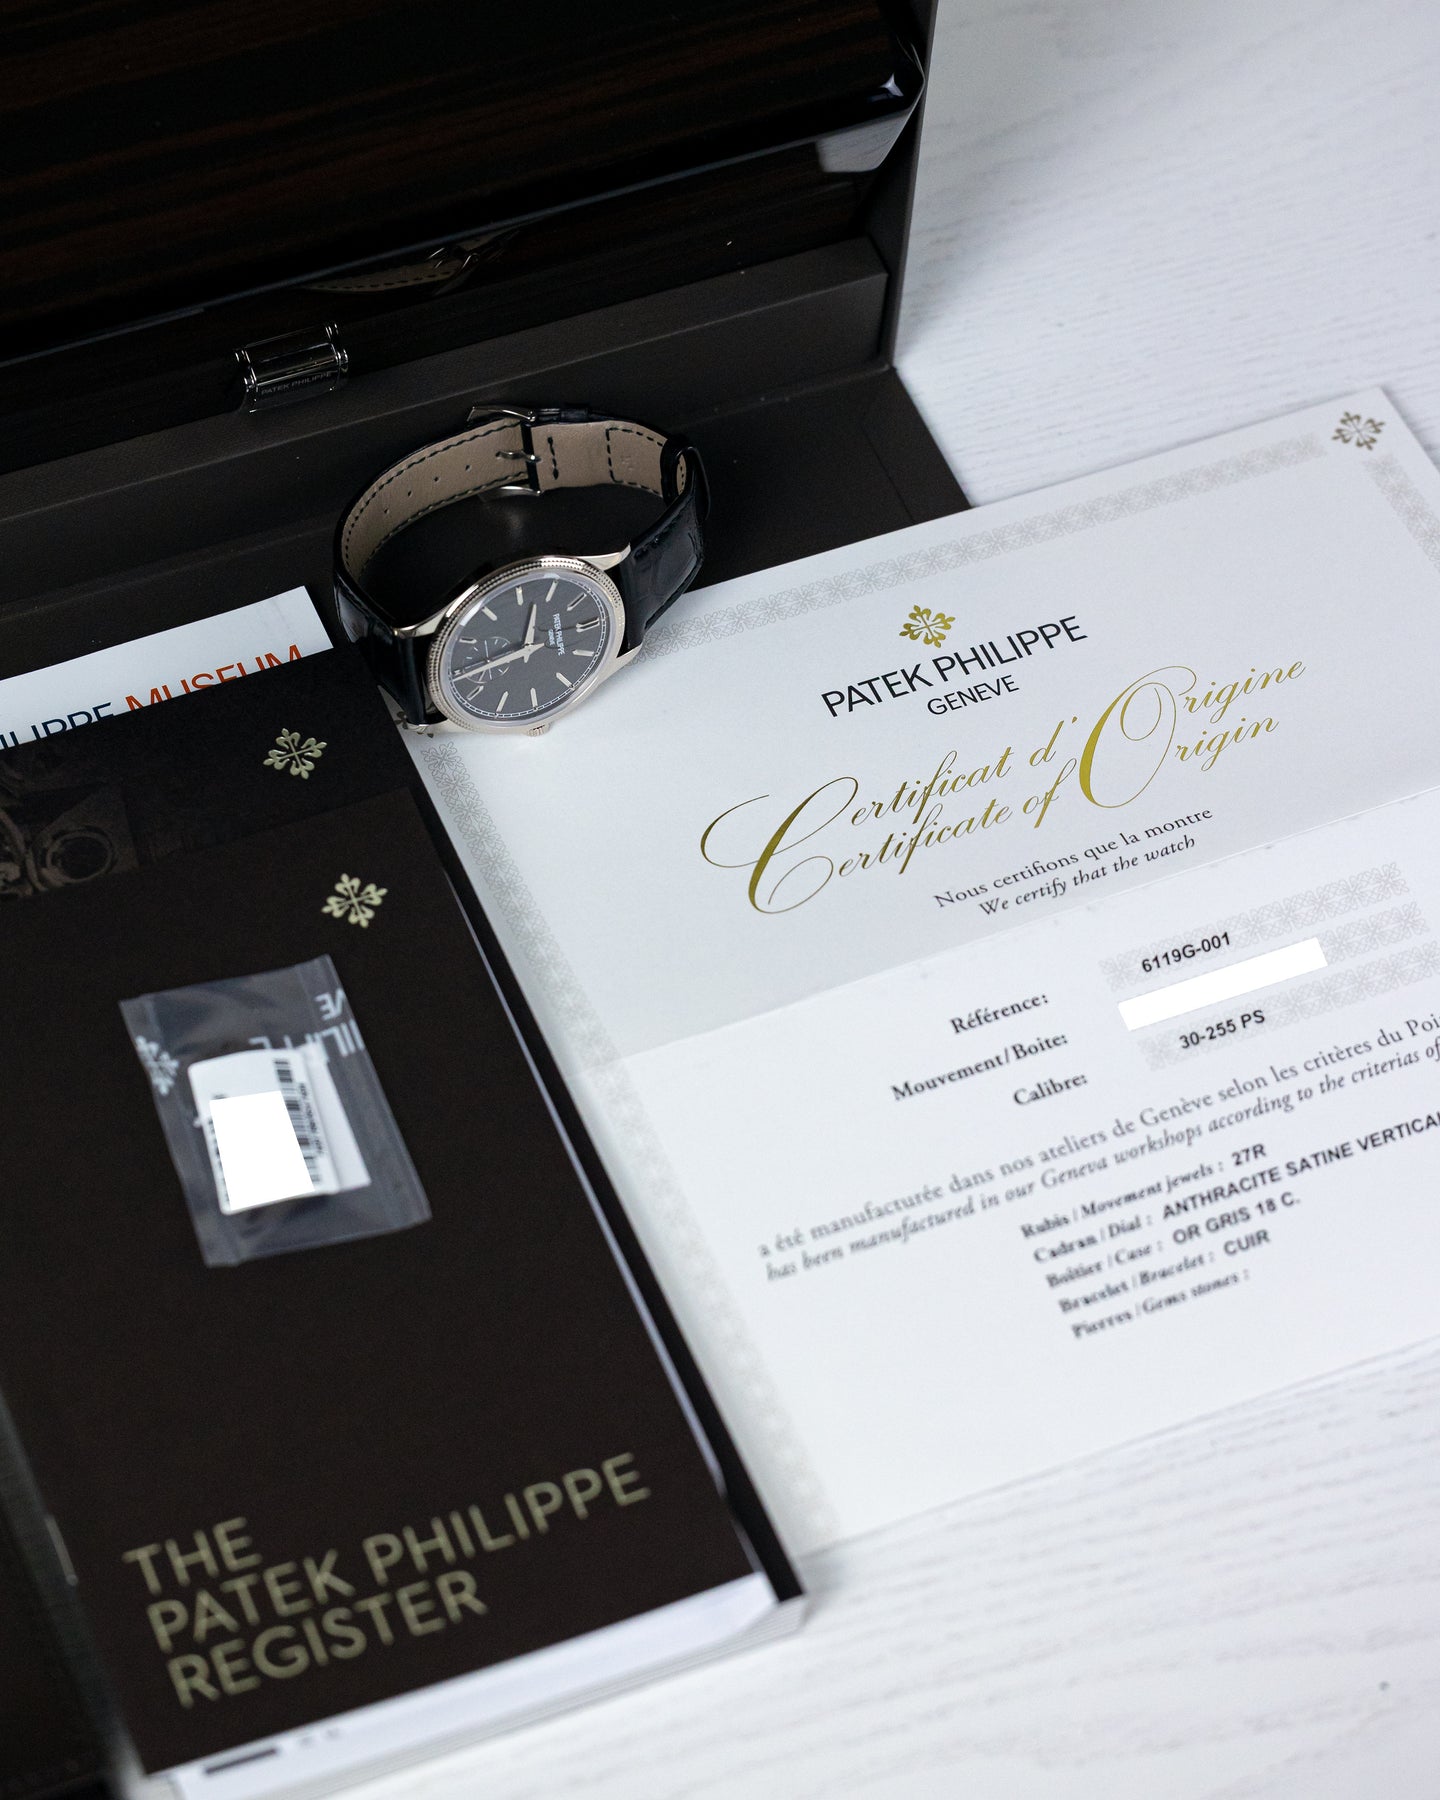 PATEK PHILIPPE
PATEK PHILIPPE
GENEVE
MUSEUM
PATEK PHILIPPE
GENEVE
Certificat d'Origine
Certificate of Origin
Nous certifions que la montre
We certify that the watch
Référence: 6119G-001
Mouvement/Boite:
Calibre: 30-255 PS
a été manufacturée dans nos ateliers de Genève selon les critères du
has been manufactured in our Geneva workshops according to the criterias of
Rubis / Movement jewels : 27R
Cadran / Dial : ANTHRACITE SATINE
Boîtier / Case : OR GRIS 18 C.
Bracelet / Bracelet : CUIR
Pierres / Gems stones :
THE
PATEK PHILIPPE
REGISTER